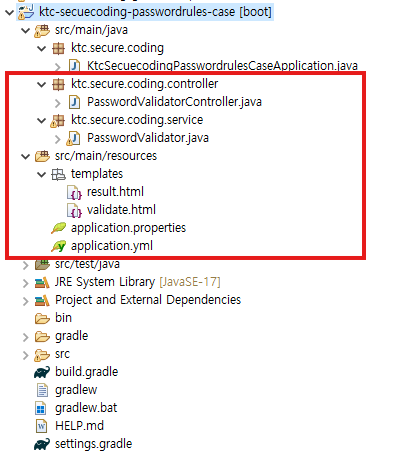 ktc-secuecoding-passwordrules-case [boot]
src/main/java
ktc.secure.coding
KtcSecuecodingPasswordrulesCaseApplication.java
ktc.secure.coding.controller
PasswordValidatorController.java
ktc.secure.coding.service
PasswordValidator.java
src/main/resources
templates
result.html
validate.html
application.properties
application.yml
src/test/java
JRE System Library [JavaSE-17]
Project and External Dependencies
bin
gradle
src
build.gradle
gradlew
gradlew.bat
HELP.md
settings.gradle